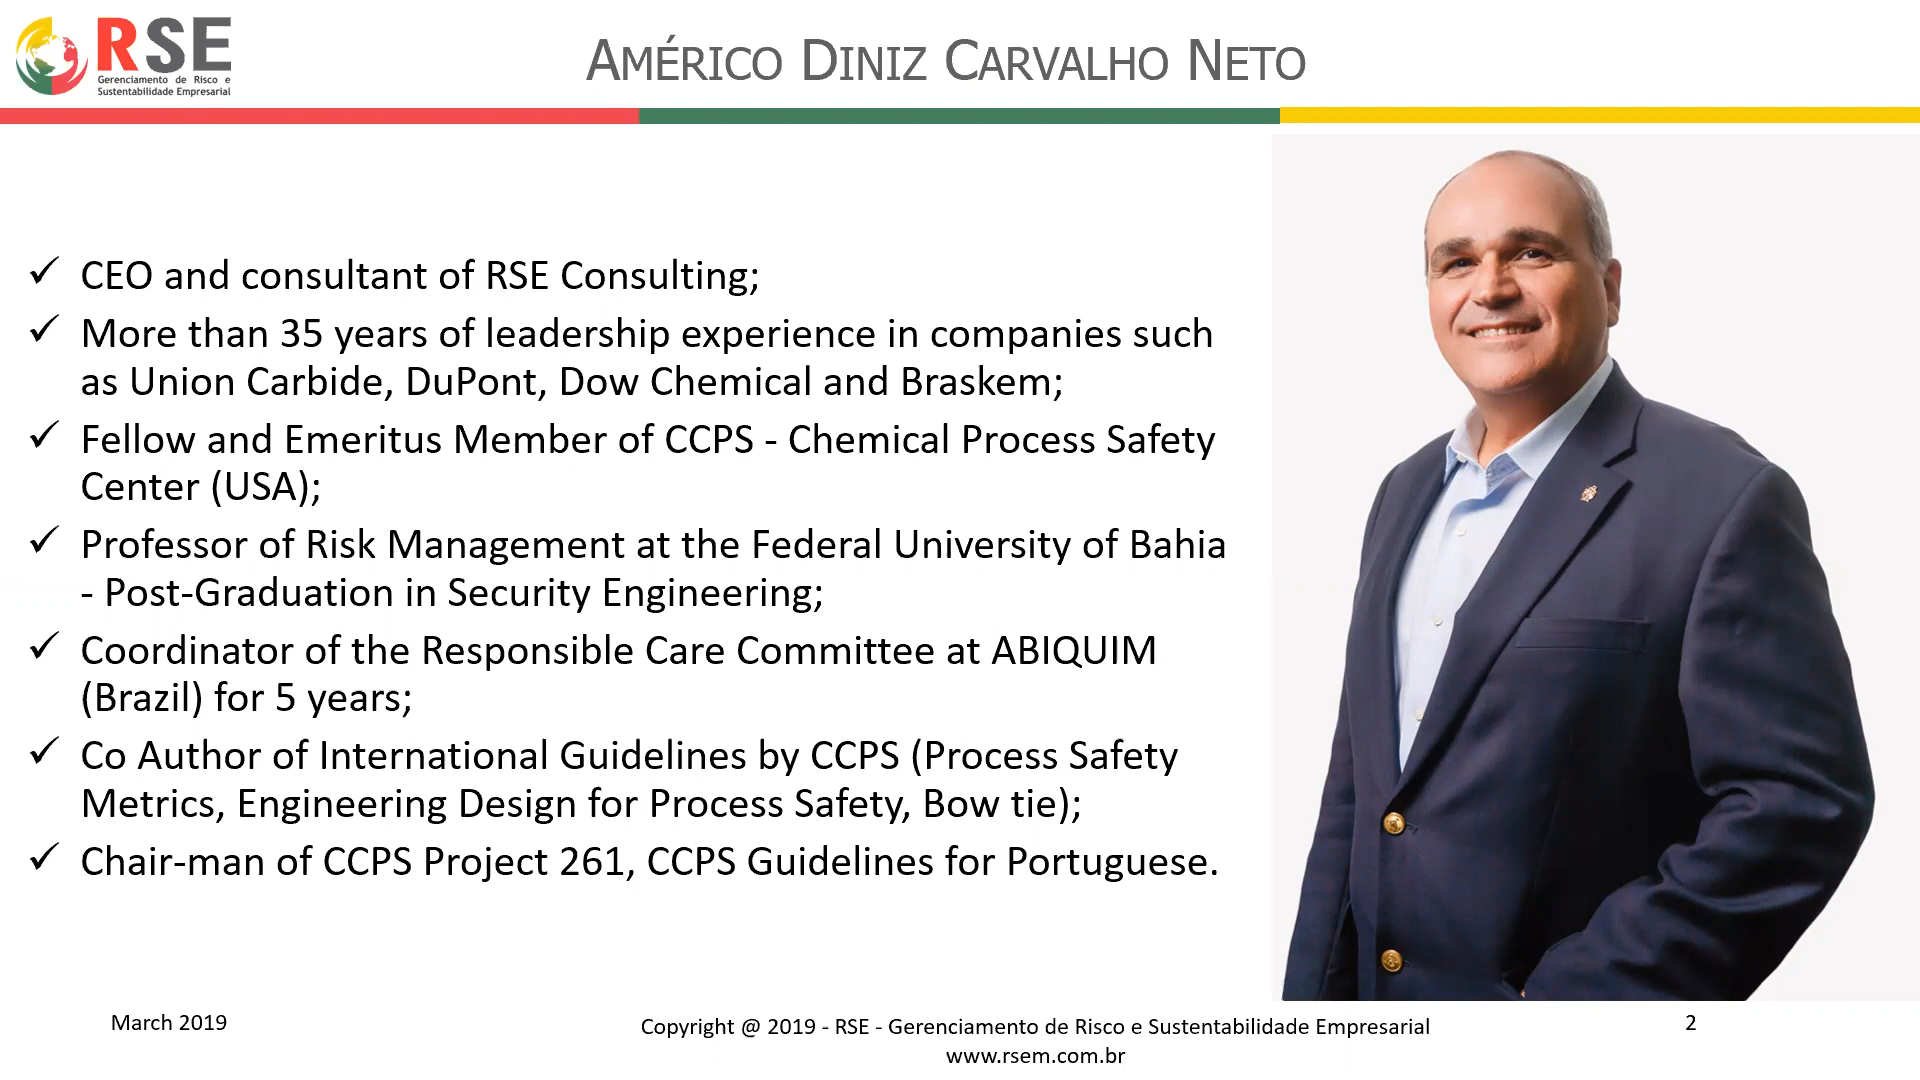 RSE
Gerenciamento de Risco e
Sustentabilidade Empresarial
AMÉRICO DINIZ CARVALHO NETO
✓ CEO and consultant of RSE Consulting;
✓ More than 35 years of leadership experience in companies such
as Union Carbide, DuPont, Dow Chemical and Braskem;
✓ Fellow and Emeritus Member of CCPS - Chemical Process Safety
Center (USA);
✓ Professor of Risk Management at the Federal University of Bahia
- Post-Graduation in Security Engineering;
✓ Coordinator of the Responsible Care Committee at ABIQUIM
(Brazil) for 5 years;
✓ Co Author of International Guidelines by CCPS (Process Safety
Metrics, Engineering Design for Process Safety, Bow tie);
✓ Chair-man of CCPS Project 261, CCPS Guidelines for Portuguese.
March 2019
Copyright @ 2019 - RSE - Gerenciamento de Risco e Sustentabilidade Empresarial
www.rsem.com.br
2